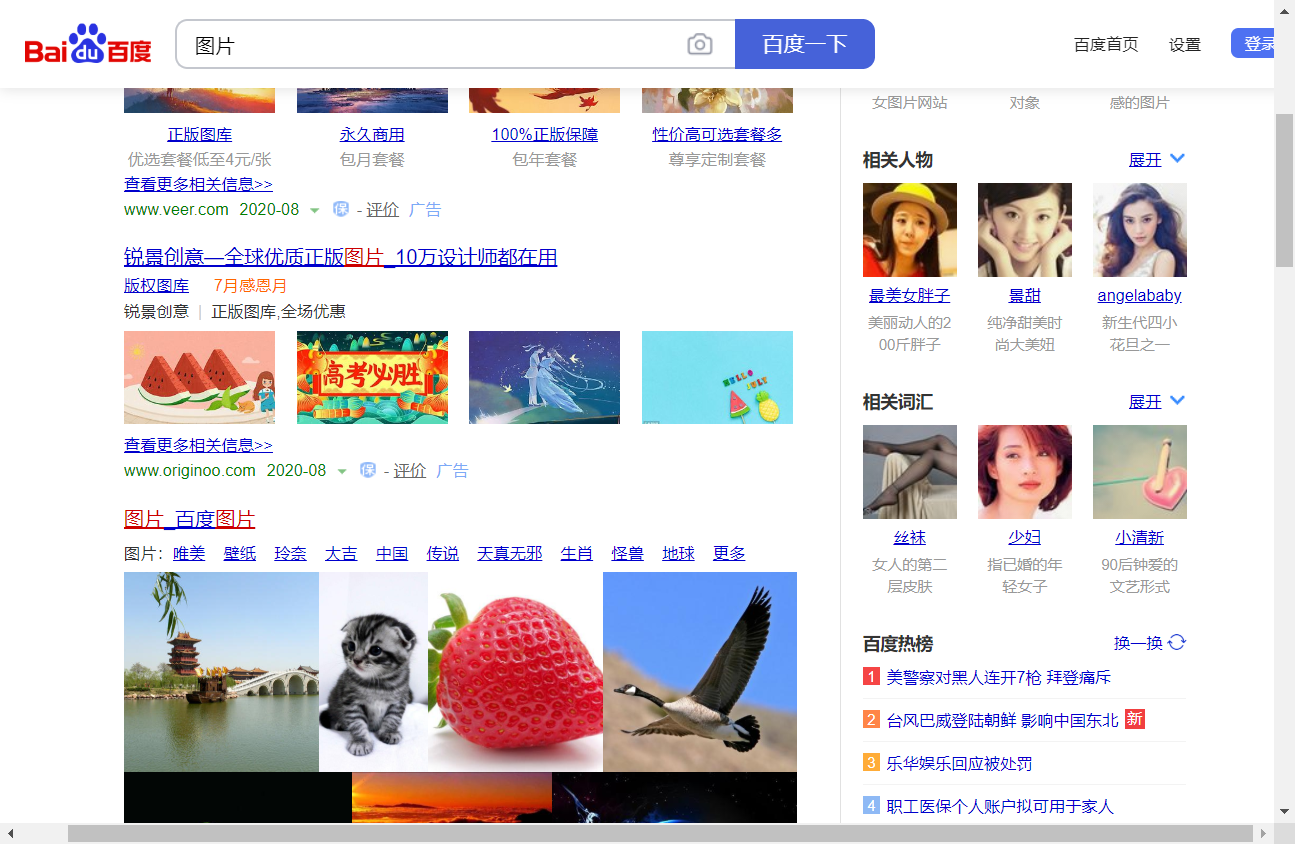 Bai du 百度
图片
百度一下
百度首页
设置
登录
正版图库
永久商用
100%正版保障
性价高可选套餐多
优选套餐低至4元/张
包月套餐
包年套餐
尊享定制套餐
查看更多相关信息>>
www.veer.com 2020-08 保 - 评价 广告
锐景创意—全球优质正版图片_10万设计师都在用
版权图库 7月感恩月
锐景创意 | 正版图库,全场优惠
高考必胜
HELLO
JULY
查看更多相关信息>>
www.originoo.com 2020-08 保 - 评价 广告
图片_百度图片
图片：唯美 壁纸 玲奈 大吉 中国 传说 天真无邪 生肖 怪兽 地球 更多
女图片网站
对象
感的图片
相关人物
展开
最美女胖子
景甜
angelababy
美丽动人的2
00斤胖子
纯净甜美时
尚大美妞
新生代四小
花旦之一
相关词汇
展开
丝袜
少妇
小清新
女人的第二
层皮肤
指已婚的年
轻女子
90后钟爱的
文艺形式
百度热榜
换一换
1 美警察对黑人连开7枪 拜登痛斥
2 台风巴威登陆朝鲜 影响中国东北 新
3 乐华娱乐回应被处罚
4 职工医保个人账户拟可用于家人